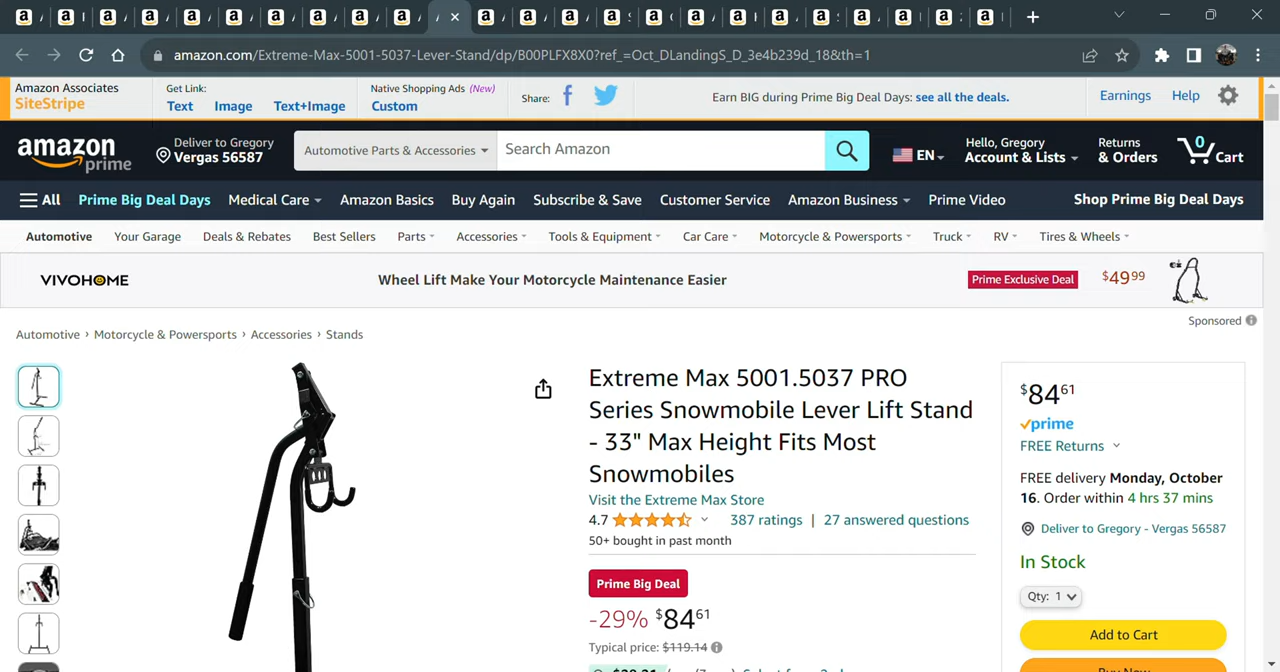 amazon.com/Extreme-Max-5001-5037-Lever-Stand/dp/B00PLFX8X0?ref_=Oct_DLandingS_D_3e4b239d_18&th=1
Amazon Associates
SiteStripe
Get Link:
Text Image Text+Image
Native Shopping Ads (New)
Custom
Share:
Earn BIG during Prime Big Deal Days: see all the deals.
Earnings Help
amazon
prime
Deliver to Gregory
Vergas 56587
Automotive Parts & Accessories
Search Amazon
EN
Hello, Gregory
Account & Lists
Returns
& Orders
0
Cart
All Prime Big Deal Days Medical Care Amazon Basics Buy Again Subscribe & Save Customer Service Amazon Business Prime Video Shop Prime Big Deal Days
Automotive Your Garage Deals & Rebates Best Sellers Parts Accessories Tools & Equipment Car Care Motorcycle & Powersports Truck RV Tires & Wheels
VIVOHOME Wheel Lift Make Your Motorcycle Maintenance Easier Prime Exclusive Deal $49.99
Sponsored
Automotive › Motorcycle & Powersports › Accessories › Stands
Extreme Max 5001.5037 PRO
Series Snowmobile Lever Lift Stand
- 33" Max Height Fits Most
Snowmobiles
Visit the Extreme Max Store
4.7 387 ratings | 27 answered questions
50+ bought in past month
Prime Big Deal
-29% $84 61
Typical price: $119.14
$84 61
prime
FREE Returns
FREE delivery Monday, October
16. Order within 4 hrs 37 mins
Deliver to Gregory - Vergas 56587
In Stock
Qty: 1
Add to Cart
Buy Now